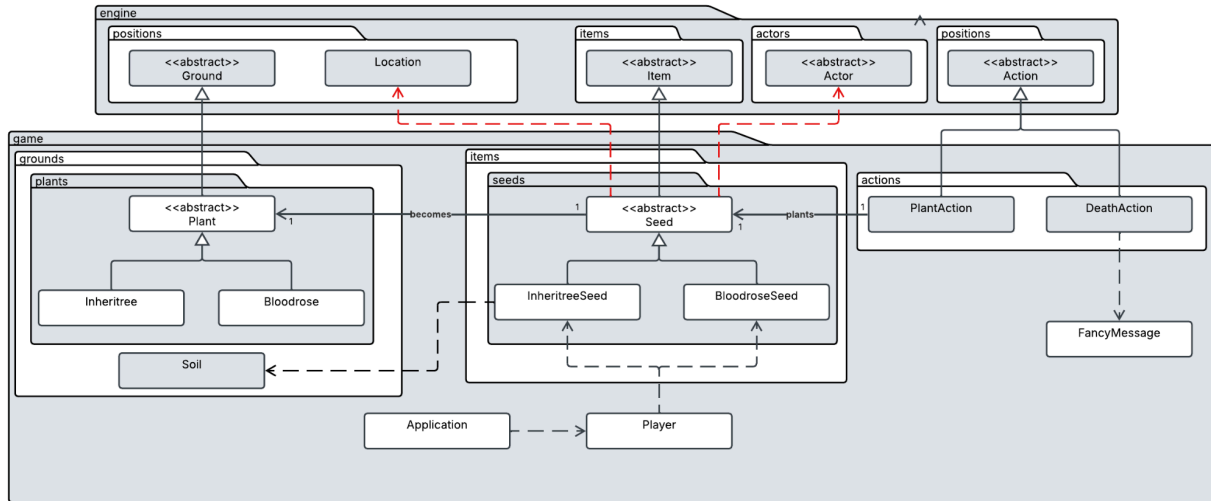 engine
positions
items
actors
positions
<<abstract>>
Ground
Location
<<abstract>>
Item
<<abstract>>
Actor
<<abstract>>
Action
game
grounds
items
plants
seeds
actions
<<abstract>>
Plant
1
becomes
1
<<abstract>>
Seed
1
plants
1
PlantAction
DeathAction
Inheritree
Bloodrose
InheritreeSeed
BloodroseSeed
FancyMessage
Soil
Application
Player